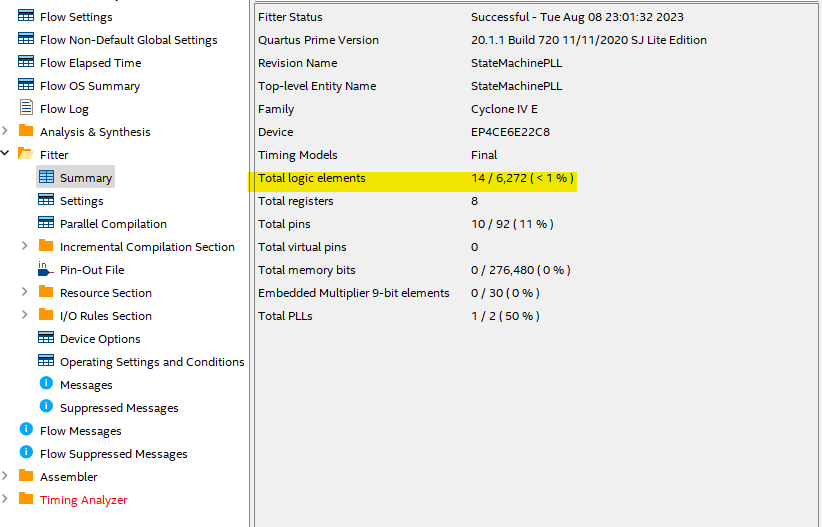 Flow Settings
Flow Non-Default Global Settings
Flow Elapsed Time
Flow OS Summary
Flow Log
Analysis & Synthesis
Fitter
Summary
Settings
Parallel Compilation
Incremental Compilation Section
in
Pin-Out File
Resource Section
I/O Rules Section
Device Options
Operating Settings and Conditions
Messages
Suppressed Messages
Flow Messages
Flow Suppressed Messages
Assembler
Timing Analyzer
Fitter Status Successful - Tue Aug 08 23:01:32 2023
Quartus Prime Version 20.1.1 Build 720 11/11/2020 SJ Lite Edition
Revision Name StateMachinePLL
Top-level Entity Name StateMachinePLL
Family Cyclone IV E
Device EP4CE6E22C8
Timing Models Final
Total logic elements 14 / 6,272 ( < 1 % )
Total registers 8
Total pins 10 / 92 ( 11 % )
Total virtual pins 0
Total memory bits 0 / 276,480 ( 0 % )
Embedded Multiplier 9-bit elements 0 / 30 ( 0 % )
Total PLLs 1 / 2 ( 50 % )